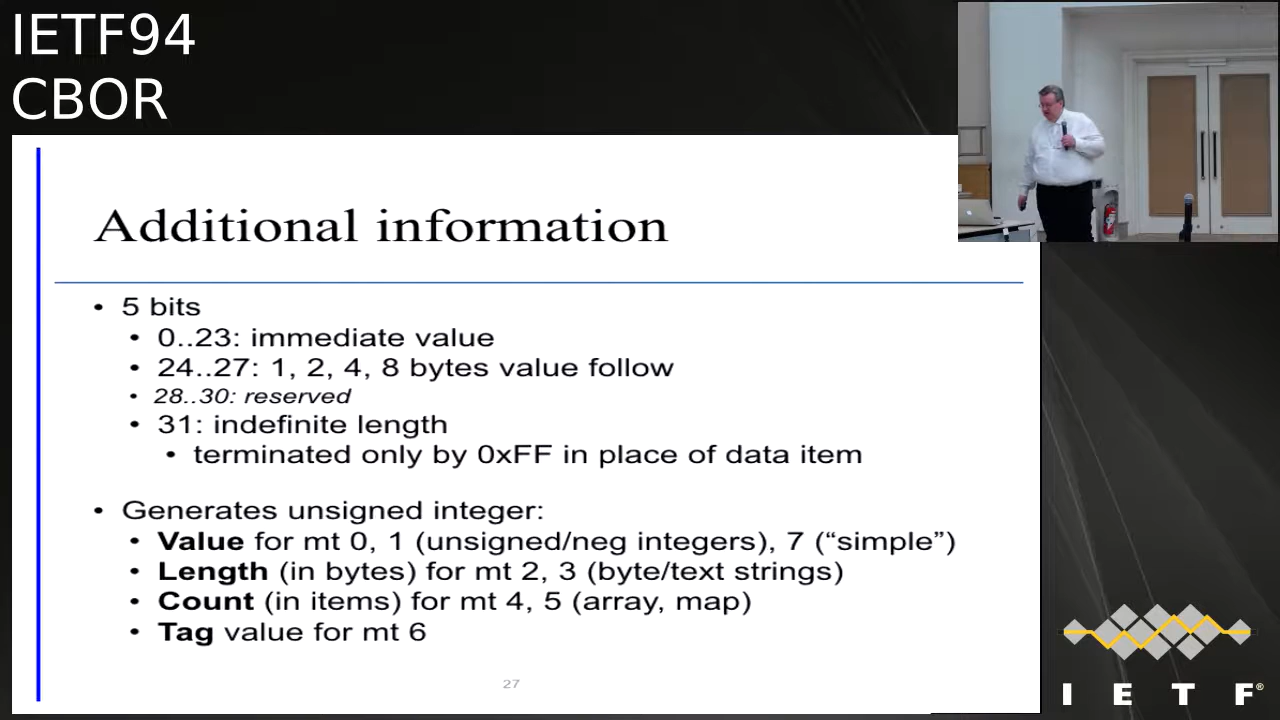 IETF94
CBOR
Additional information
• 5 bits
• 0..23: immediate value
• 24..27: 1, 2, 4, 8 bytes value follow
• 28..30: reserved
• 31: indefinite length
• terminated only by 0xFF in place of data item
• Generates unsigned integer:
• Value for mt 0, 1 (unsigned/neg integers), 7 (“simple”)
• Length (in bytes) for mt 2, 3 (byte/text strings)
• Count (in items) for mt 4, 5 (array, map)
• Tag value for mt 6
27
I E T F®